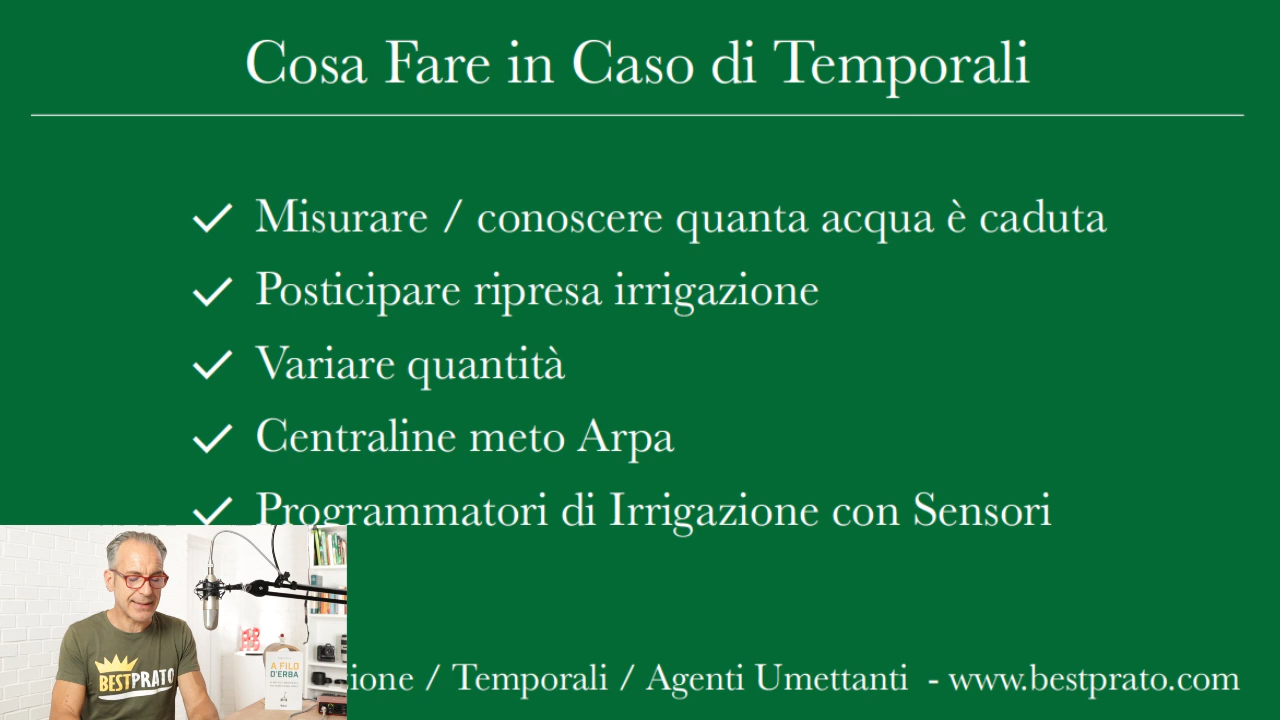 Cosa Fare in Caso di Temporali
Misurare / conoscere quanta acqua è caduta
Posticipare ripresa irrigazione
Variare quantità
Centraline meto Arpa
Programmatori di Irrigazione con Sensori
BESTPRATO
A FILO
D'ERBA
ione / Temporali / Agenti Umettanti - www.bestprato.com